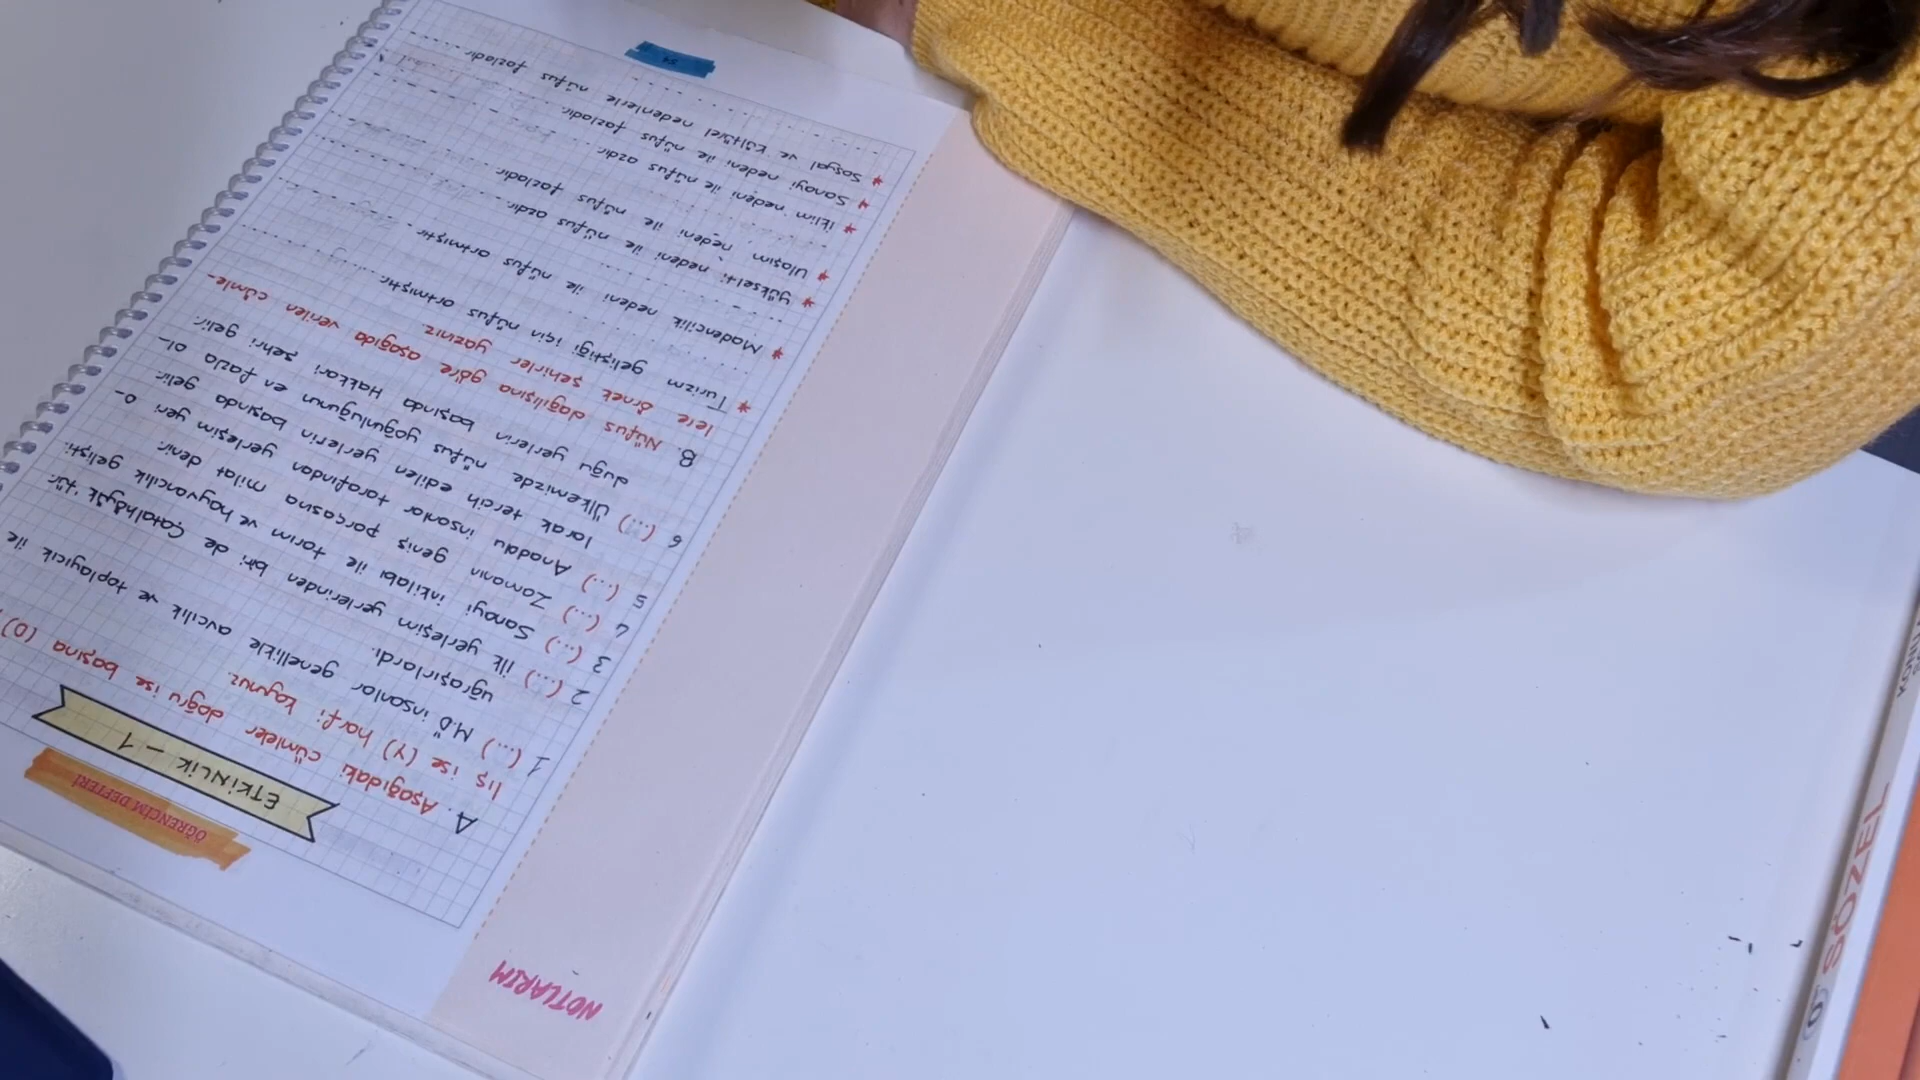 ÖĞRENCİM DEFTERİ
ETKİNLİK - 1
A. Aşağıdaki cümleler doğru ise başına (D)
lış ise (Y) harfi koyunuz.
1 (...) M.Ö insanlar genellikle avcılık ve toplayıcık ile
uğraşırlardı.
2 (...) İlk yerleşim yerlerinden biri de Çatalhöyük'tür
3 (...) Sanayi inkilabı ile tarım ve hayvancılık gelişti.
4 (...) Zamanın geniş parçasına milat denir.
5 (...) Anadolu insanlar tarafından yerleşim yeri o-
larak tercih edilen yerlerin başında gelir.
6 (...) Ülkemizde nüfus yoğunluğunun en fazla ol-
duğu yerlerin başında Hakkari şehri gelir.
B. Nüfus dağılışına göre aşağıda verilen cümle-
lere örnek şehirler yazınız.
* Turizm geliştiği için nüfus artmıştır.
* Madencilik nedeni ile nüfus artmıştır
* Yükselti nedeni ile nüfus azdır.
* Ulaşım nedeni ile nüfus fazladır
* İklim nedeni ile nüfus azdır
* Sanayi nedeni ile nüfus fazladır.
* Sosyal ve kültürel nedenlerle nüfus fazladır
NOTLARIM
SÖZEL